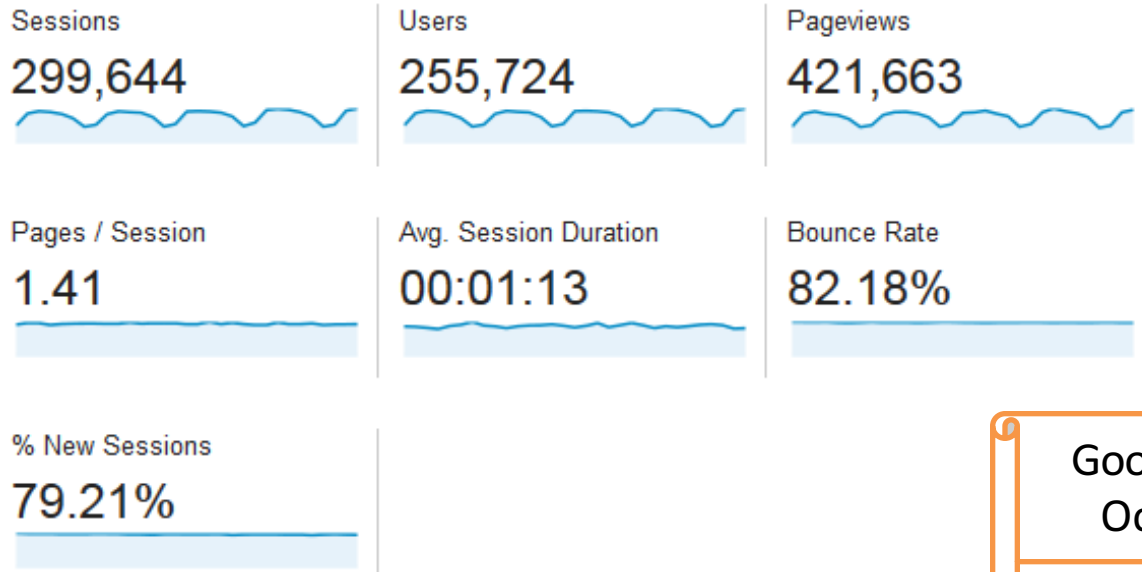 Sessions
299,644
Users
255,724
Pageviews
421,663
Pages / Session
1.41
Avg. Session Duration
00:01:13
Bounce Rate
82.18%
% New Sessions
79.21%